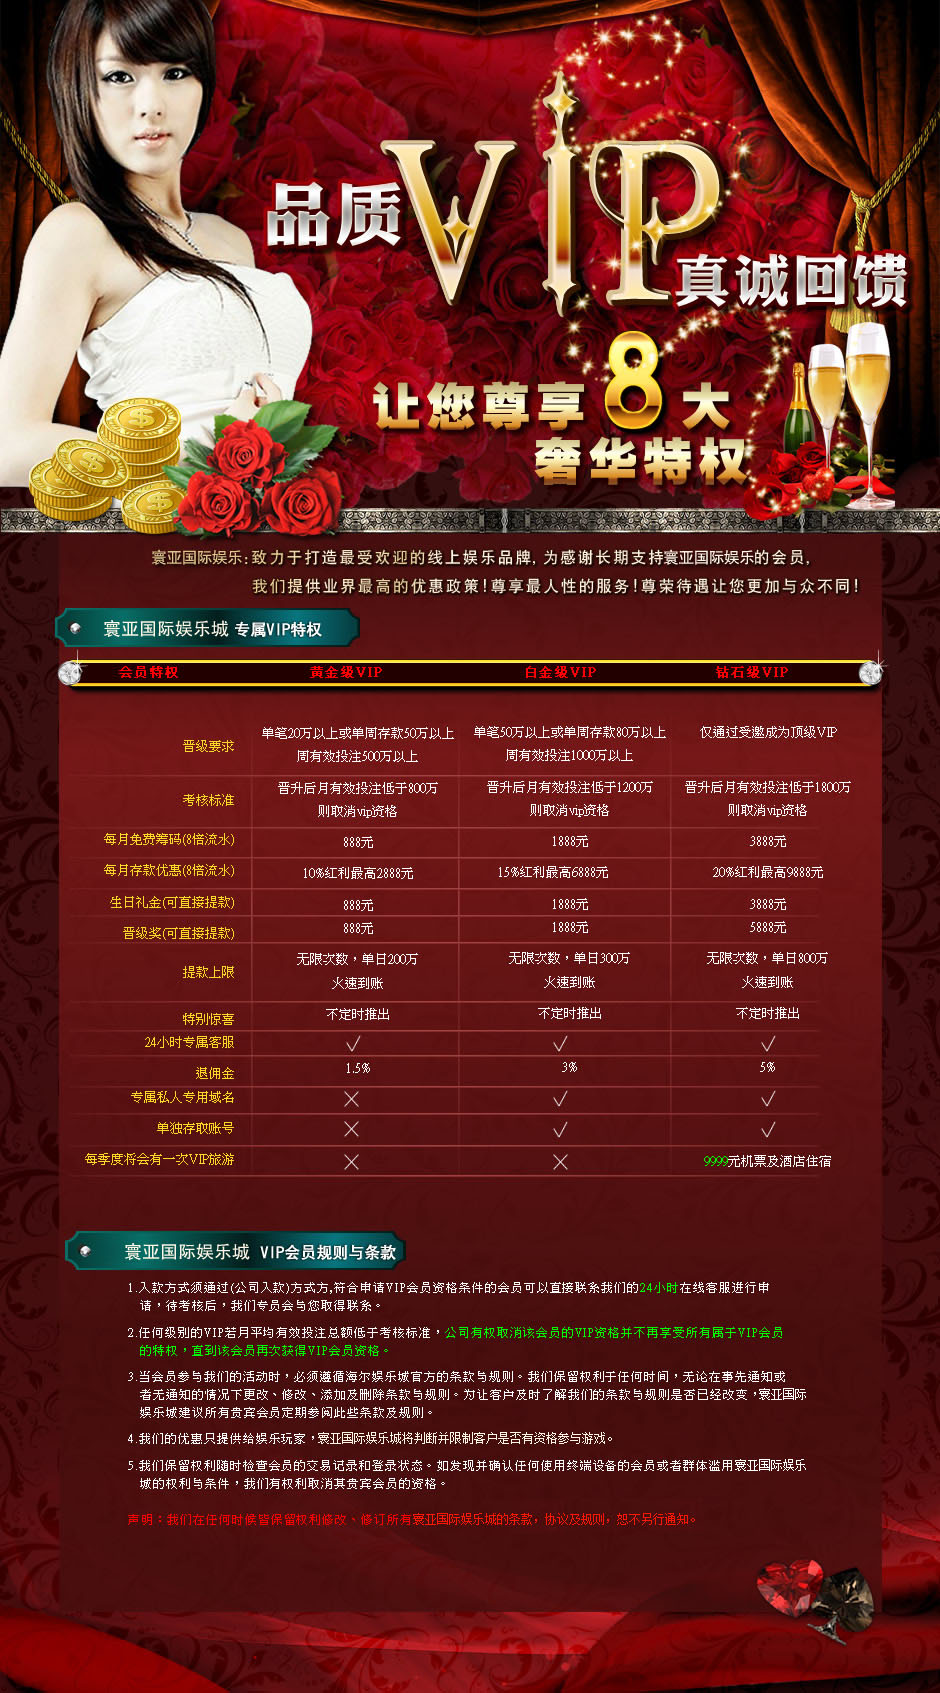 品质VIP
真诚回馈
让您尊享8大
奢华特权
寰亚国际娱乐:致力于打造最受欢迎的线上娱乐品牌,为感谢长期支持寰亚国际娱乐的会员,
我们提供业界最高的优惠政策!尊享最人性的服务!尊荣待遇让您更加与众不同!
寰亚国际娱乐城 专属VIP特权
会员特权 黄金级VIP 白金级VIP 钻石级VIP
晋级要求 单笔20万以上或单周存款50万以上 单笔50万以上或单周存款80万以上 仅通过受邀成为顶级VIP
周有效投注500万以上 周有效投注1000万以上
考核标准 晋升后月有效投注低于800万 晋升后月有效投注低于1200万 晋升后月有效投注低于1800万
则取消vip资格 则取消vip资格 则取消vip资格
每月免费筹码(8倍流水) 888元 1888元 3888元
每月存款优惠(8倍流水) 10%红利最高2888元 15%红利最高6888元 20%红利最高9888元
生日礼金(可直接提款) 888元 1888元 3888元
晋级奖(可直接提款) 888元 1888元 5888元
提款上限 无限次数，单日200万 无限次数，单日300万 无限次数，单日800万
火速到账 火速到账 火速到账
特别惊喜 不定时推出 不定时推出 不定时推出
24小时专属客服 √ √ √
退佣金 1.5% 3% 5%
专属私人专用域名 × √ √
单独存取账号 × √ √
每季度将会有一次VIP旅游 × × 9999元机票及酒店住宿
寰亚国际娱乐城 VIP会员规则与条款
1.入款方式须通过(公司入款)方式方,符合申请VIP会员资格条件的会员可以直接联系我们的24小时在线客服进行申
请，待考核后，我们专员会与您取得联系。
2.任何级别的VIP若月平均有效投注总额低于考核标准，公司有权取消该会员的VIP资格并不再享受所有属于VIP会员
的特权，直到该会员再次获得VIP会员资格。
3.当会员参与我们的活动时，必须遵循海尔娱乐城官方的条款与规则。我们保留权利于任何时间，无论在事先通知或
者无通知的情况下更改、修改、添加及删除条款与规则。为让客户及时了解我们的条款与规则是否已经改变，寰亚国际
娱乐城建议所有贵宾会员定期参阅此些条款及规则。
4.我们的优惠只提供给娱乐玩家，寰亚国际娱乐城将判断并限制客户是否有资格参与游戏。
5.我们保留权利随时检查会员的交易记录和登录状态。如发现并确认任何使用终端设备的会员或者群体滥用寰亚国际娱乐
城的权利与条件，我们有权利取消其贵宾会员的资格。
声明：我们在任何时候皆保留权利修改、修订所有寰亚国际娱乐城的条款，协议及规则，恕不另行通知。